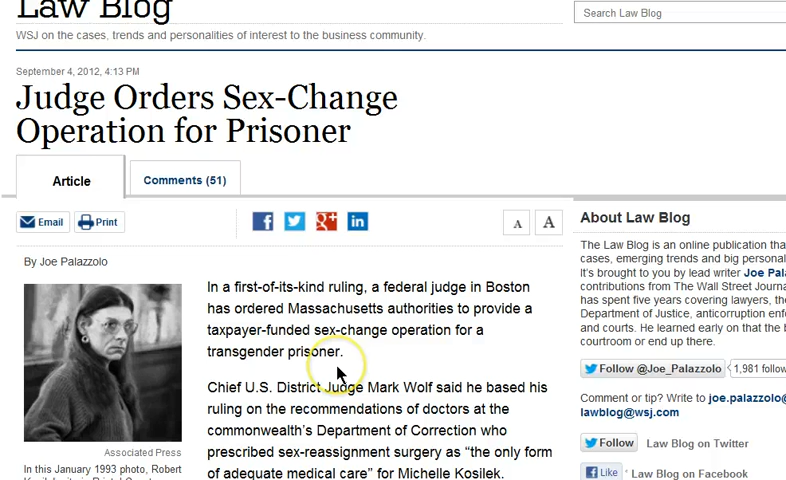 Law Blog
Search Law Blog
WSJ on the cases, trends and personalities of interest to the business community.
September 4, 2012, 4:13 PM
Judge Orders Sex-Change
Operation for Prisoner
Article
Comments (51)
Email
Print
A
A
By Joe Palazzolo
In a first-of-its-kind ruling, a federal judge in Boston
has ordered Massachusetts authorities to provide a
taxpayer-funded sex-change operation for a
transgender prisoner.
Chief U.S. District Judge Mark Wolf said he based his
ruling on the recommendations of doctors at the
commonwealth's Department of Correction who
prescribed sex-reassignment surgery as “the only form
of adequate medical care” for Michelle Kosilek.
Associated Press
In this January 1993 photo, Robert
About Law Blog
The Law Blog is an online publication tha
cases, emerging trends and big personal
It's brought to you by lead writer Joe Pal
contributions from The Wall Street Journa
has spent five years covering lawyers, the
Department of Justice, anticorruption enf
and courts. He learned early on that the b
courtroom or end up there.
Follow @Joe_Palazzolo
1,981 follow
Comment or tip? Write to joe.palazzolo@
lawblog@wsj.com
Follow
Law Blog on Twitter
Like
Law Blog on Facebook